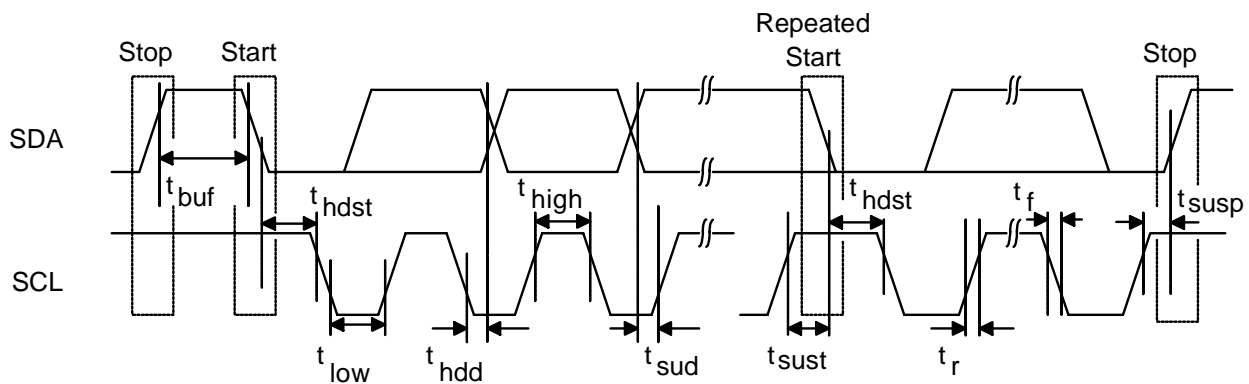 Repeated
Stop Start Start Stop
SDA
t buf t hdst t high t hdst t f t susp
SCL
t low t hdd t sud t sust t r